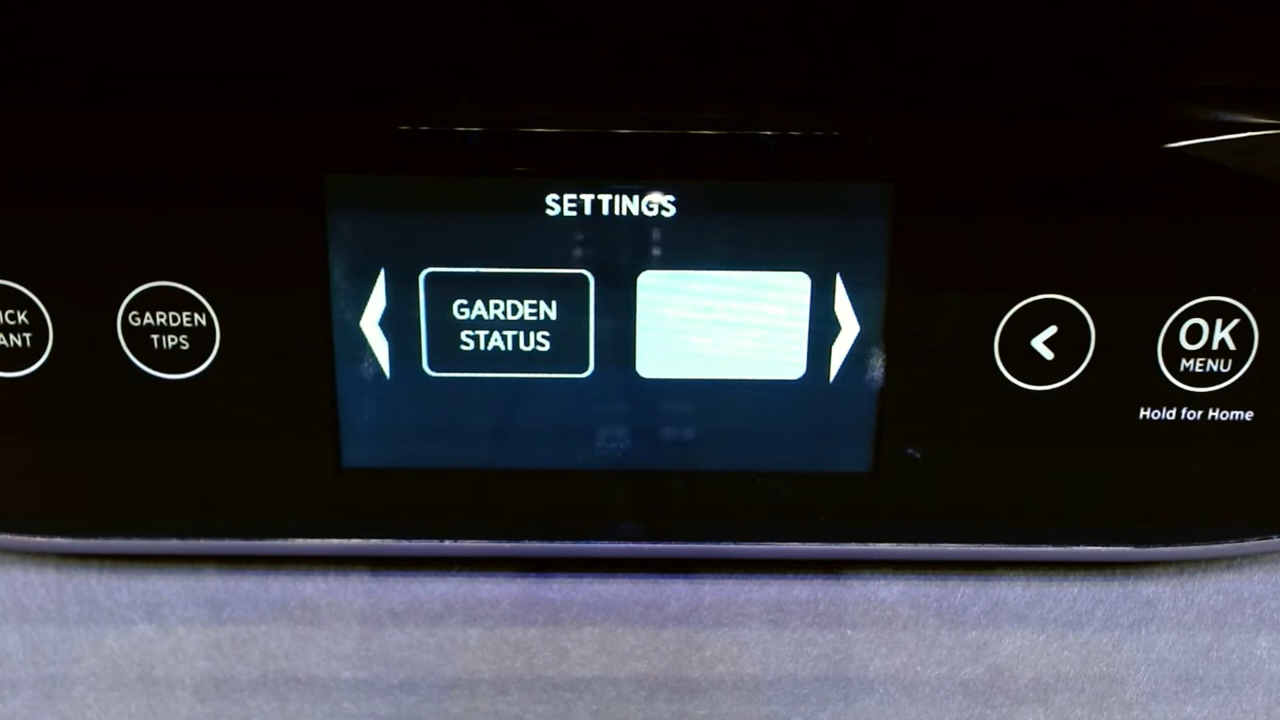 SETTINGS
GARDEN
STATUS
GARDEN
TIPS
OK
MENU
Hold for Home